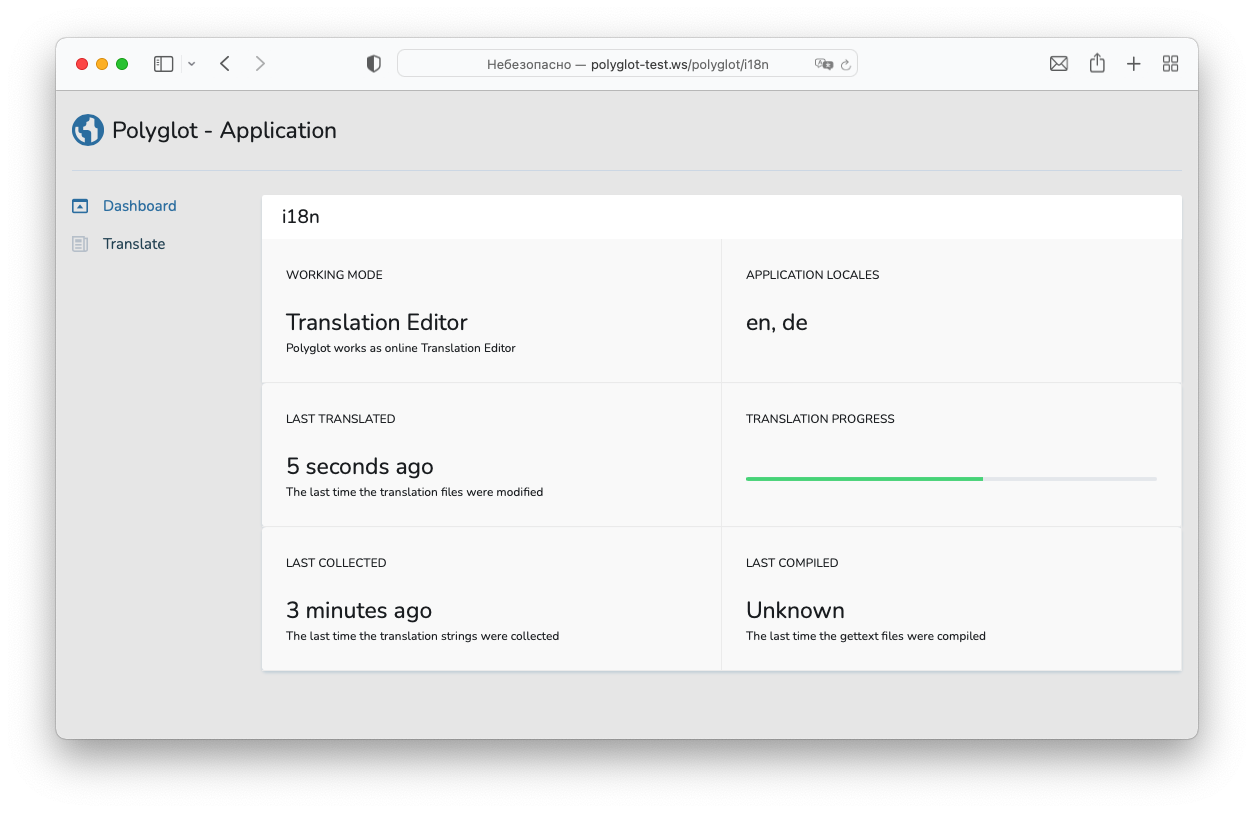 Небезопасно — polyglot-test.ws/polyglot/i18n
Polyglot - Application
Dashboard
Translate
i18n
WORKING MODE
Translation Editor
Polyglot works as online Translation Editor
APPLICATION LOCALES
en, de
LAST TRANSLATED
5 seconds ago
The last time the translation files were modified
TRANSLATION PROGRESS
LAST COLLECTED
3 minutes ago
The last time the translation strings were collected
LAST COMPILED
Unknown
The last time the gettext files were compiled